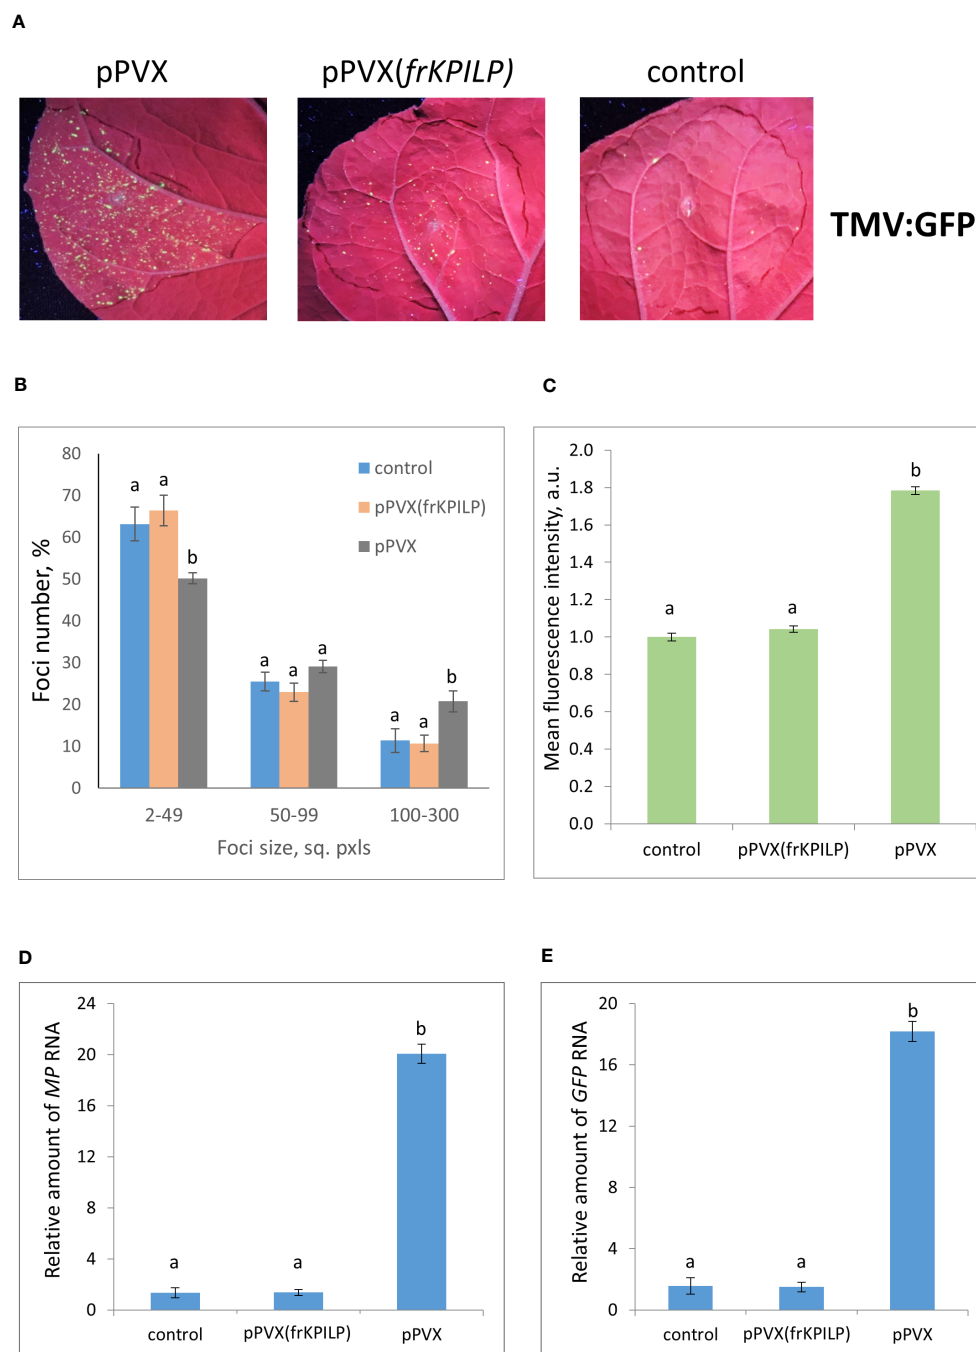 A
pPVX
pPVX(frKPILP)
control
TMV:GFP
B
80
70
60
50
40
30
20
10
0
Foci number, %
a
a
b
a
a
a
a
a
b
control
pPVX(frKPILP)
pPVX
2-49
50-99
100-300
Foci size, sq. pxls
C
2.0
1.8
1.6
1.4
1.2
1.0
0.8
0.6
0.4
0.2
0.0
Mean fluorescence intensity, a.u.
a
a
b
control
pPVX(frKPILP)
pPVX
D
24
20
16
12
8
4
0
Relative amount of MP RNA
a
a
b
control
pPVX(frKPILP)
pPVX
E
20
16
12
8
4
0
Relative amount of GFP RNA
a
a
b
control
pPVX(frKPILP)
pPVX